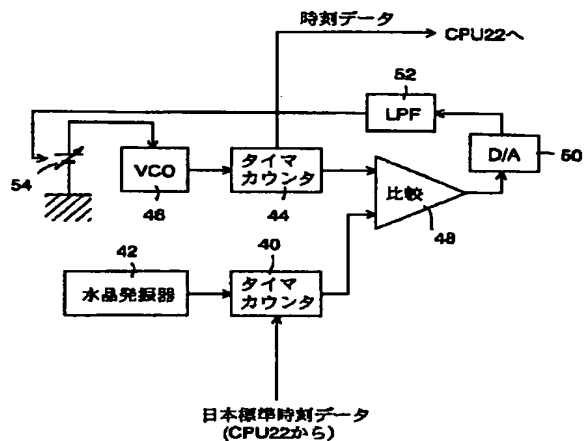 時刻データ
CPU22へ
52
LPF
D/A
50
54
VCO
46
タイマ
カウンタ
44
比較
48
42
水晶発振器
40
タイマ
カウンタ
日本標準時刻データ
(CPU22から)